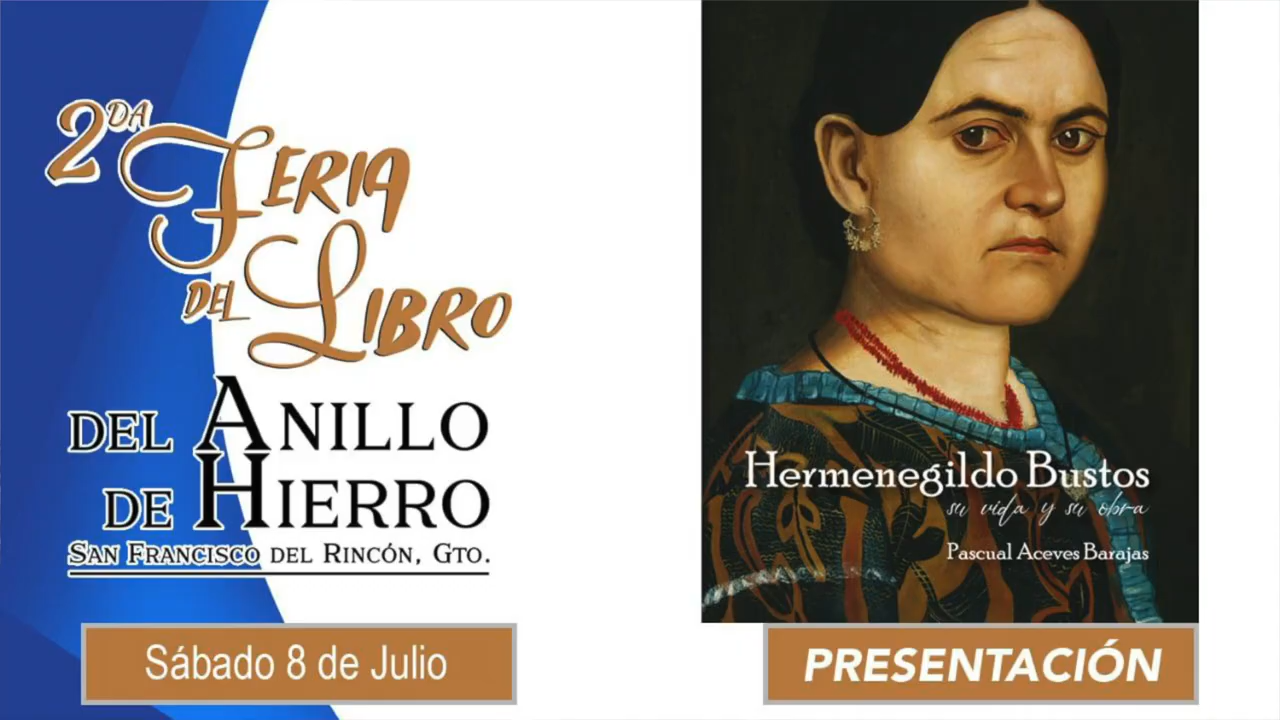 2DA FERIA
DEL LIBRO
DEL ANILLO
DE HIERRO
SAN FRANCISCO DEL RINCÓN, GTO.
Sábado 8 de Julio
Hermenegildo Bustos
su vida y su obra
Pascual Aceves Barajas
PRESENTACIÓN